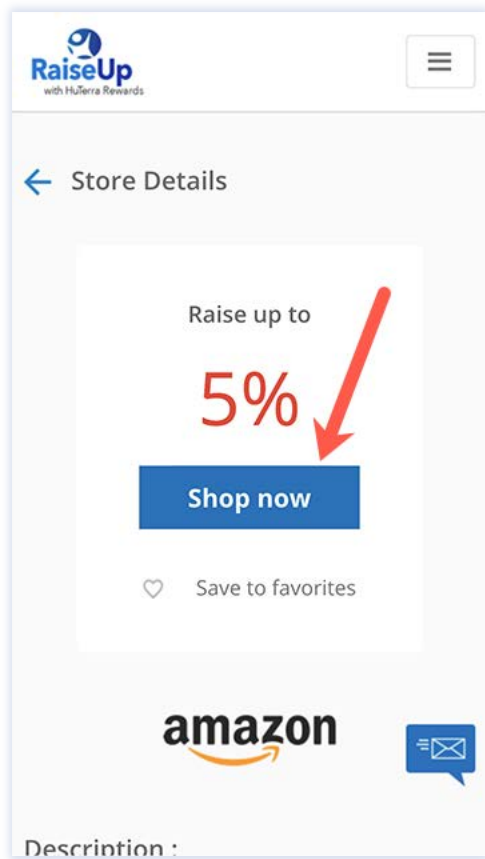 RaiseUp
with HuTerra Rewards
Store Details
Raise up to
5%
Shop now
Save to favorites
amazon
Description :